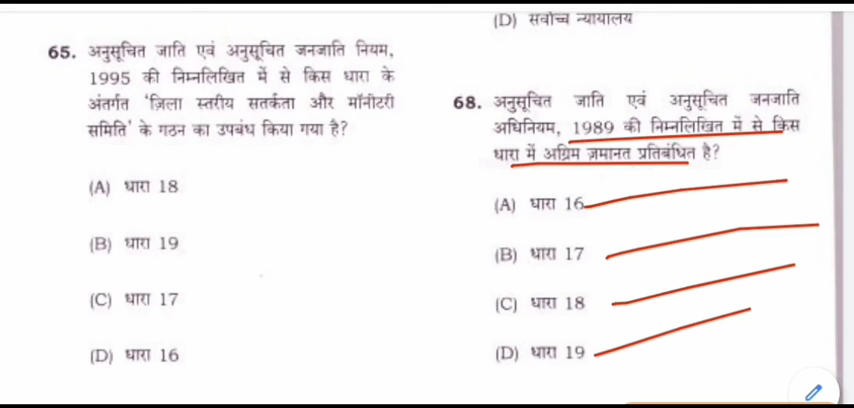 65. अनुसूचित जाति एवं अनुसूचित जनजाति नियम,
1995 की निम्नलिखित में से किस धारा के
अंतर्गत ‘ज़िला स्तरीय सतर्कता और मॉनीटरी
समिति’ के गठन का उपबंध किया गया है?
(A) धारा 18
(B) धारा 19
(C) धारा 17
(D) धारा 16
(D) सर्वोच्च न्यायालय
68. अनुसूचित जाति एवं अनुसूचित जनजाति
अधिनियम, 1989 की निम्नलिखित में से किस
धारा में अग्रिम ज़मानत प्रतिबंधित है?
(A) धारा 16
(B) धारा 17
(C) धारा 18
(D) धारा 19